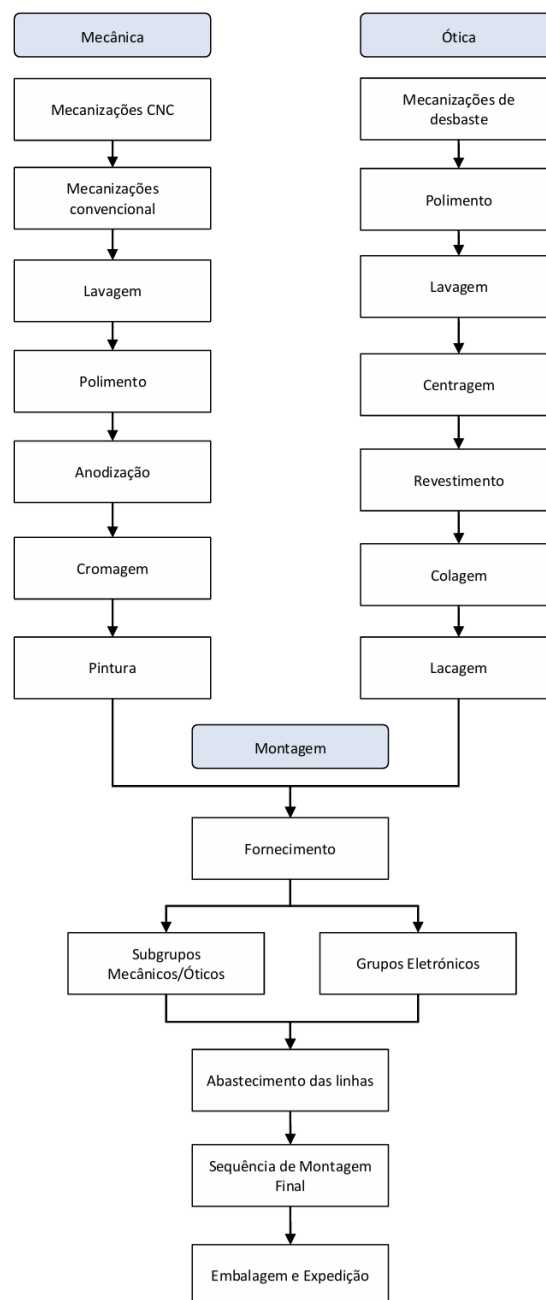 Mecânica
Mecanizações CNC
Mecanizações
convencional
Lavagem
Polimento
Anodização
Cromagem
Pintura
Ótica
Mecanizações de
desbaste
Polimento
Lavagem
Centragem
Revestimento
Colagem
Lacagem
Montagem
Fornecimento
Subgrupos
Mecânicos/Óticos
Grupos Eletrónicos
Abastecimento das linhas
Sequência de Montagem
Final
Embalagem e Expedição